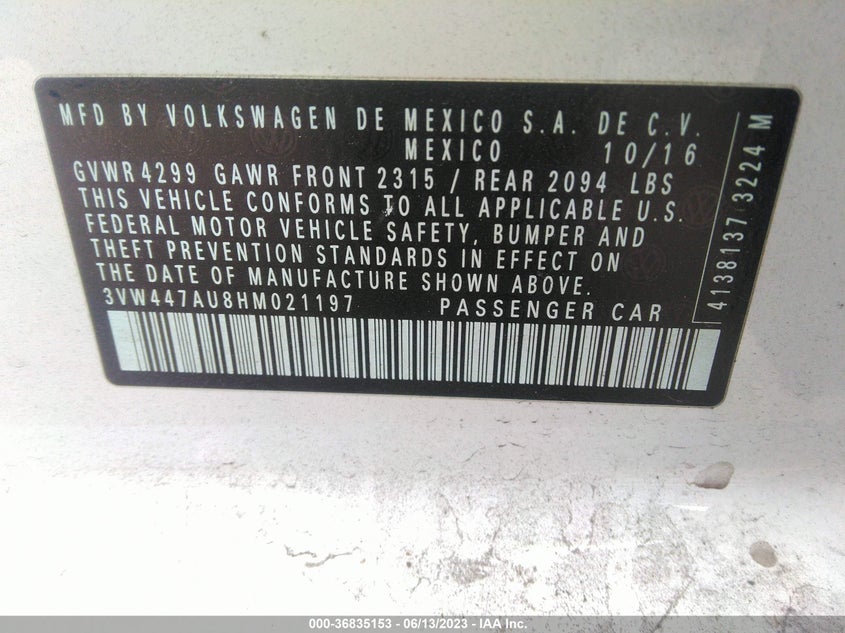 MFD BY VOLKSWAGEN DE MEXICO S.A. DE C.V.
MEXICO 10/16
GVWR 4299 GAWR FRONT 2315 / REAR 2094 LBS
THIS VEHICLE CONFORMS TO ALL APPLICABLE U.S.
FEDERAL MOTOR VEHICLE SAFETY, BUMPER AND
THEFT PREVENTION STANDARDS IN EFFECT ON
THE DATE OF MANUFACTURE SHOWN ABOVE.
3VW447AU8HM021197 PASSENGER CAR
4138137 3224 M
000-36835153 - 06/13/2023 - IAA Inc.